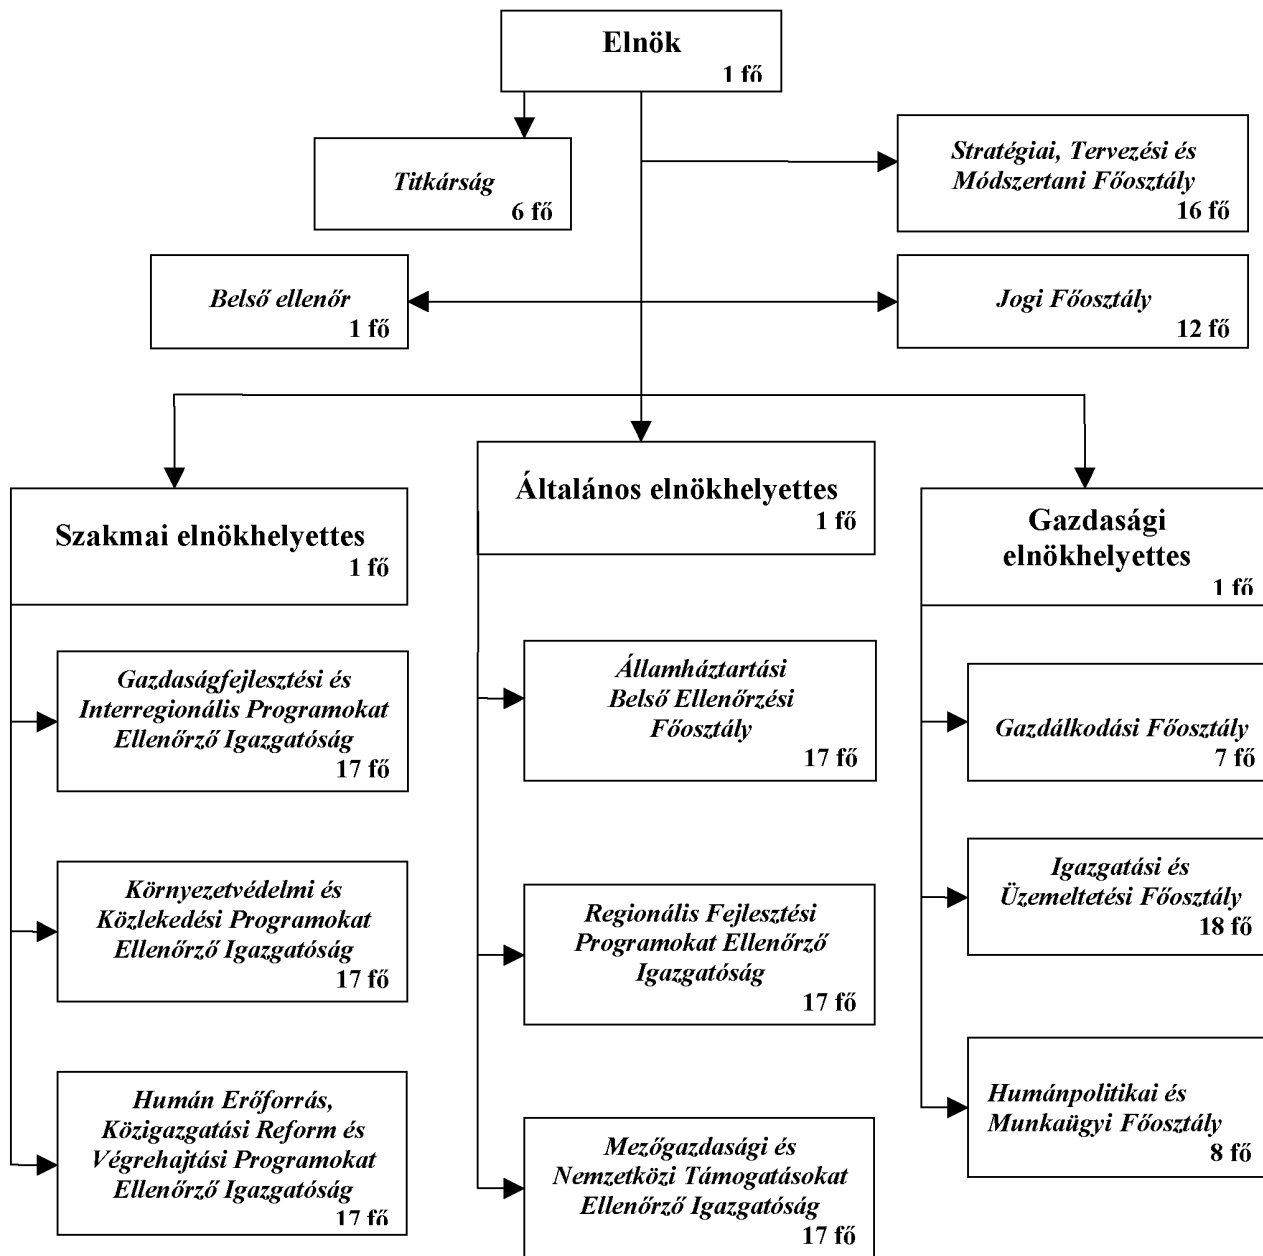 Elnök
1 fő
Titkárság
6 fő
Stratégiai, Tervezési és
Módszertani Főosztály
16 fő
Belső ellenőr
1 fő
Jogi Főosztály
12 fő
Szakmai elnökhelyettes
1 fő
Általános elnökhelyettes
1 fő
Gazdasági
elnökhelyettes
1 fő
Gazdaságfejlesztési és
Interregionális Programokat
Ellenőrző Igazgatóság
17 fő
Környezetvédelmi és
Közlekedési Programokat
Ellenőrző Igazgatóság
17 fő
Humán Erőforrás,
Közigazgatási Reform és
Végrehajtási Programokat
Ellenőrző Igazgatóság
17 fő
Államháztartási
Belső Ellenőrzési
Főosztály
17 fő
Regionális Fejlesztési
Programokat Ellenőrző
Igazgatóság
17 fő
Mezőgazdasági és
Nemzetközi Támogatásokat
Ellenőrző Igazgatóság
17 fő
Gazdálkodási Főosztály
7 fő
Igazgatási és
Üzemeltetési Főosztály
18 fő
Humánpolitikai és
Munkaügyi Főosztály
8 fő